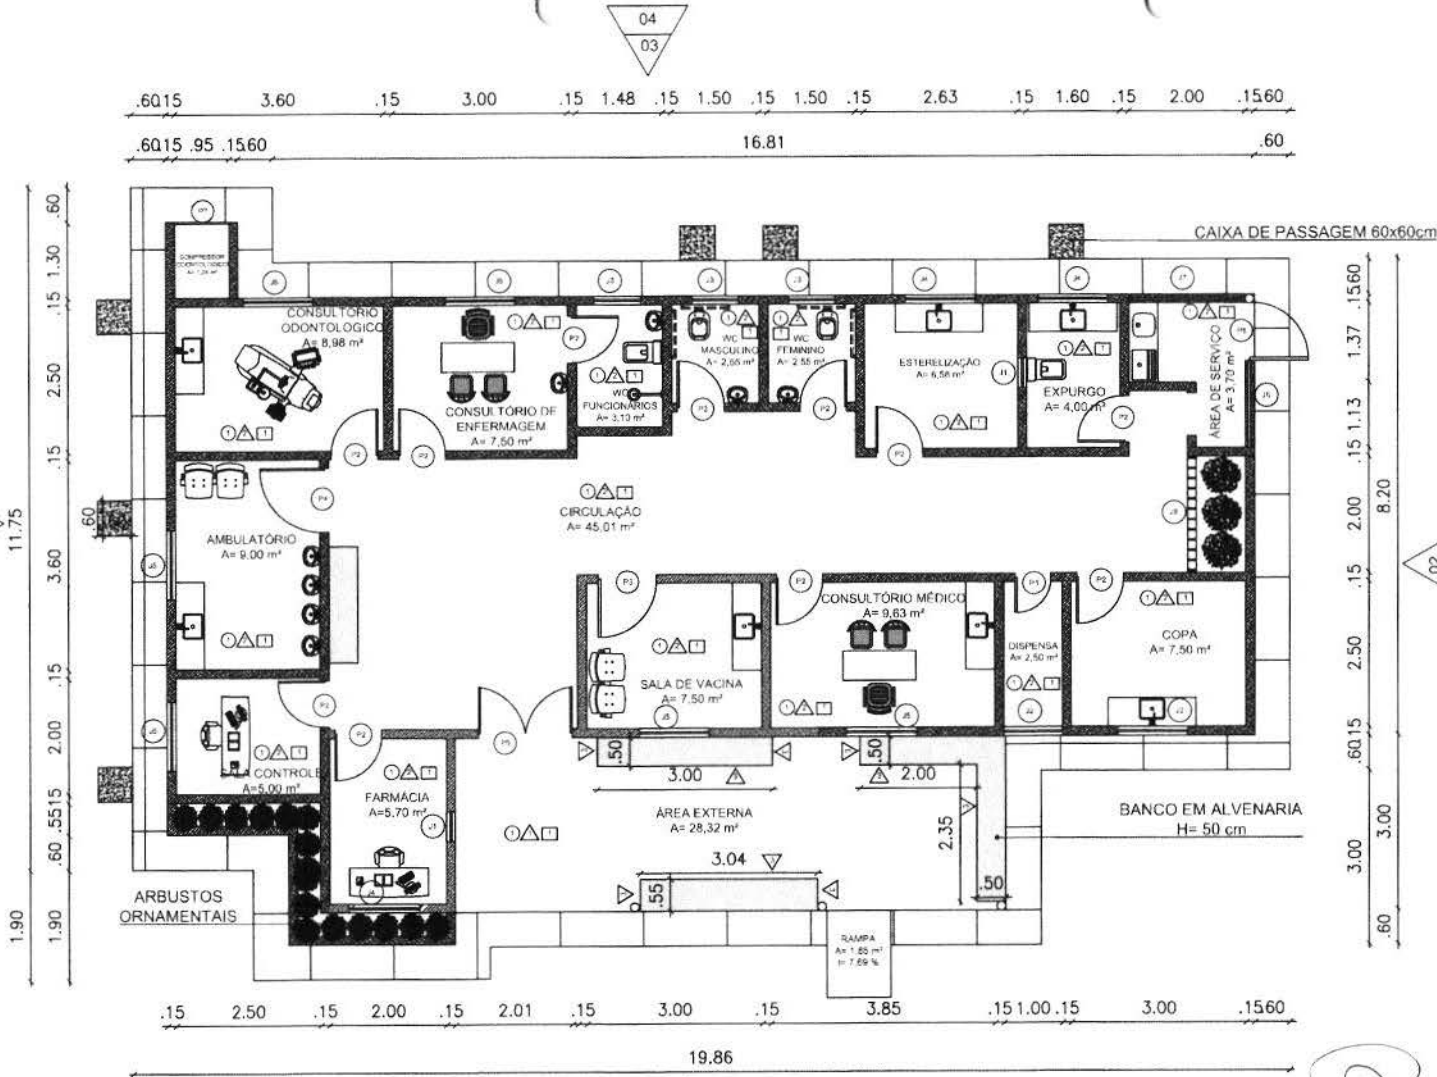 04
03
.60 .15 3.60 .15 3.00 .15 1.48 .15 1.50 .15 1.50 .15 2.63 .15 1.60 .15 2.00 .15 .60
.60 .15 .95 .15 .60 16.81 .60
CAIXA DE PASSAGEM 60x60cm
11.75
1.90
.60
1.30
.15
2.50
.15
3.60
.15
2.00
.15
.55
.60
1.90
.60
CONSULTÓRIO
ODONTOLOGICO
A= 8,98 m²
CONSULTÓRIO DE
ENFERMAGEM
A= 7,50 m²
WC
FUNCIONÁRIOS
A= 3,10 m²
WC
MASCULINO
WC
FEMININO
A= 2,55 m²
ESTERELIZAÇÃO
A= 6,58 m²
EXPURGO
A= 4,00 m²
ÁREA DE SERVIÇO
A= 3,70 m²
AMBULATÓRIO
A= 9,00 m²
CIRCULAÇÃO
A= 45,01 m²
SALA DE VACINA
A= 7,50 m²
CONSULTÓRIO MÉDICO
A= 9,63 m²
DISPENSA
A= 2,50 m²
COPA
A= 7,50 m²
SALA CONTROLE
A=5,00 m²
FARMÁCIA
A=5.70 m²
ÁREA EXTERNA
A= 28,32 m²
.50
3.00
.50
2.00
2.35
.50
3.04
.55
BANCO EM ALVENARIA
H= 50 cm
ARBUSTOS
ORNAMENTAIS
RAMPA
A= 1,85 m²
I= 7,69 %
.60
.15
1.37
1.13
.15
2.00
.15
2.50
.15
.60
3.00
8.20
3.00
.60
02
.15 2.50 .15 2.00 .15 2.01 .15 3.00 .15 3.85 .15 1.00 .15 3.00 .15 .60
19.86